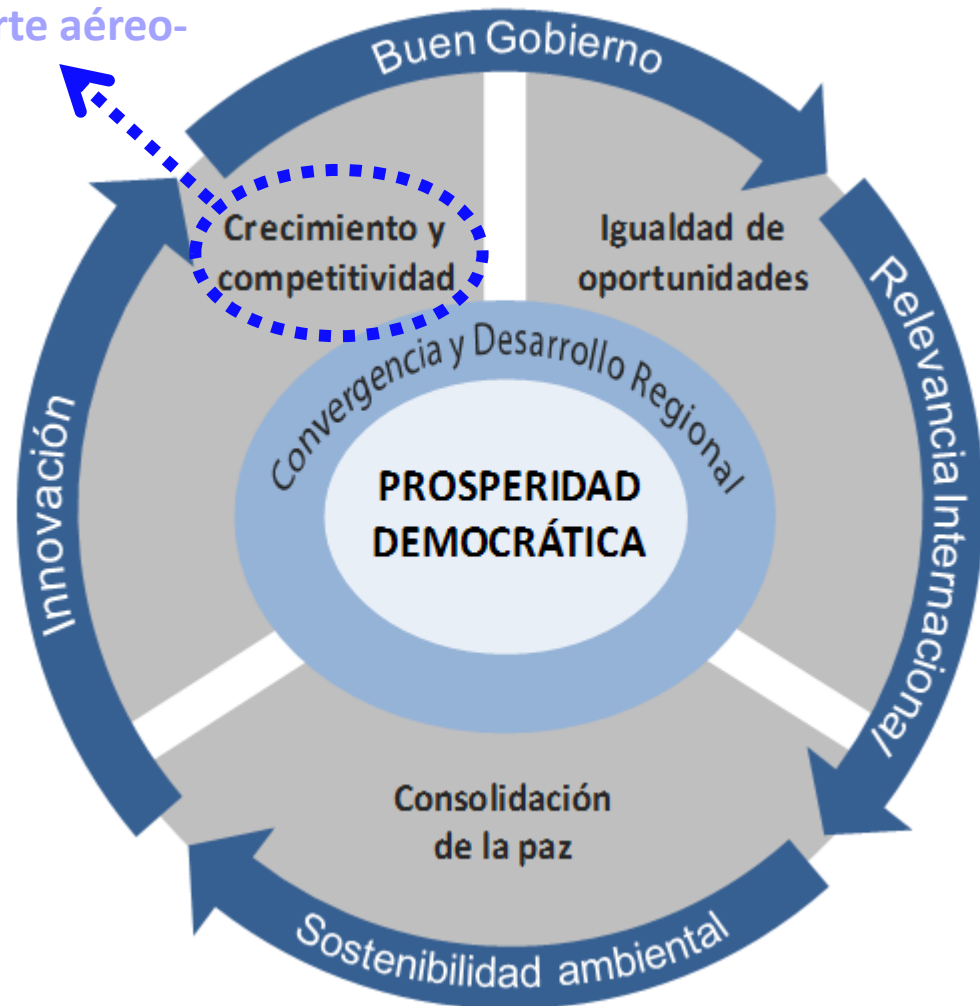 rte aéreo-
Buen Gobierno
Crecimiento y
competitividad
Igualdad de
oportunidades
Relevancia Internacional
Convergencia y Desarrollo Regional
PROSPERIDAD
DEMOCRÁTICA
Innovación
Consolidación
de la paz
Sostenibilidad ambiental